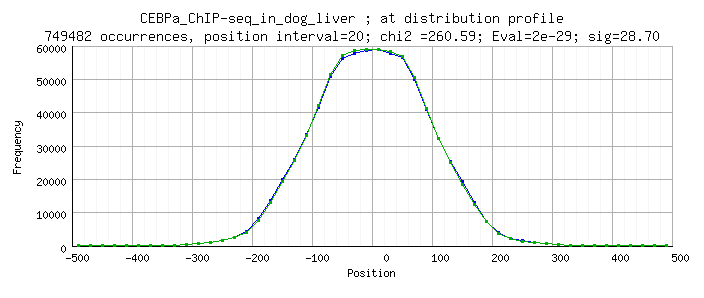 CEBPa_ChIP-seq_in_dog_liver ; at distribution profile
749482 occurrences, position interval=20; chi2 =260.59; Eval=2e-29; sig=28.70
60000
50000
40000
30000
20000
10000
0
Frequency
-500 -400 -300 -200 -100 0 100 200 300 400 500
Position